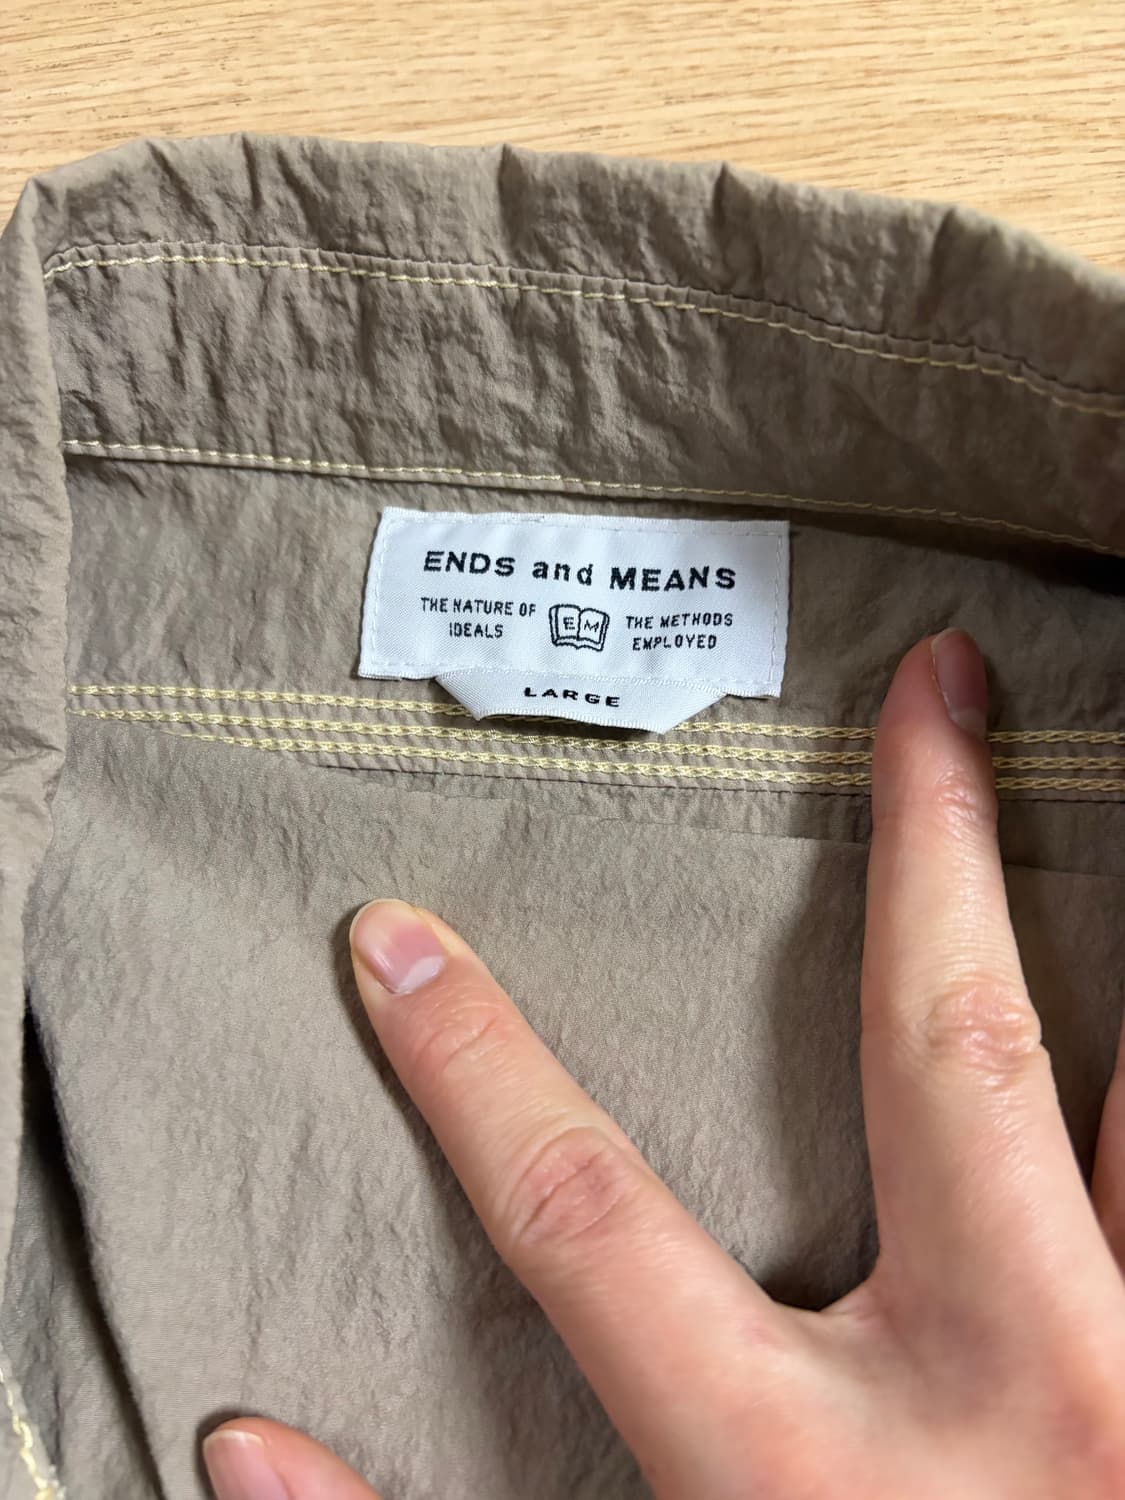 ENDS and MEANS
THE NATURE OF
IDEALS
E M
THE METHODS
EMPLOYED
LARGE